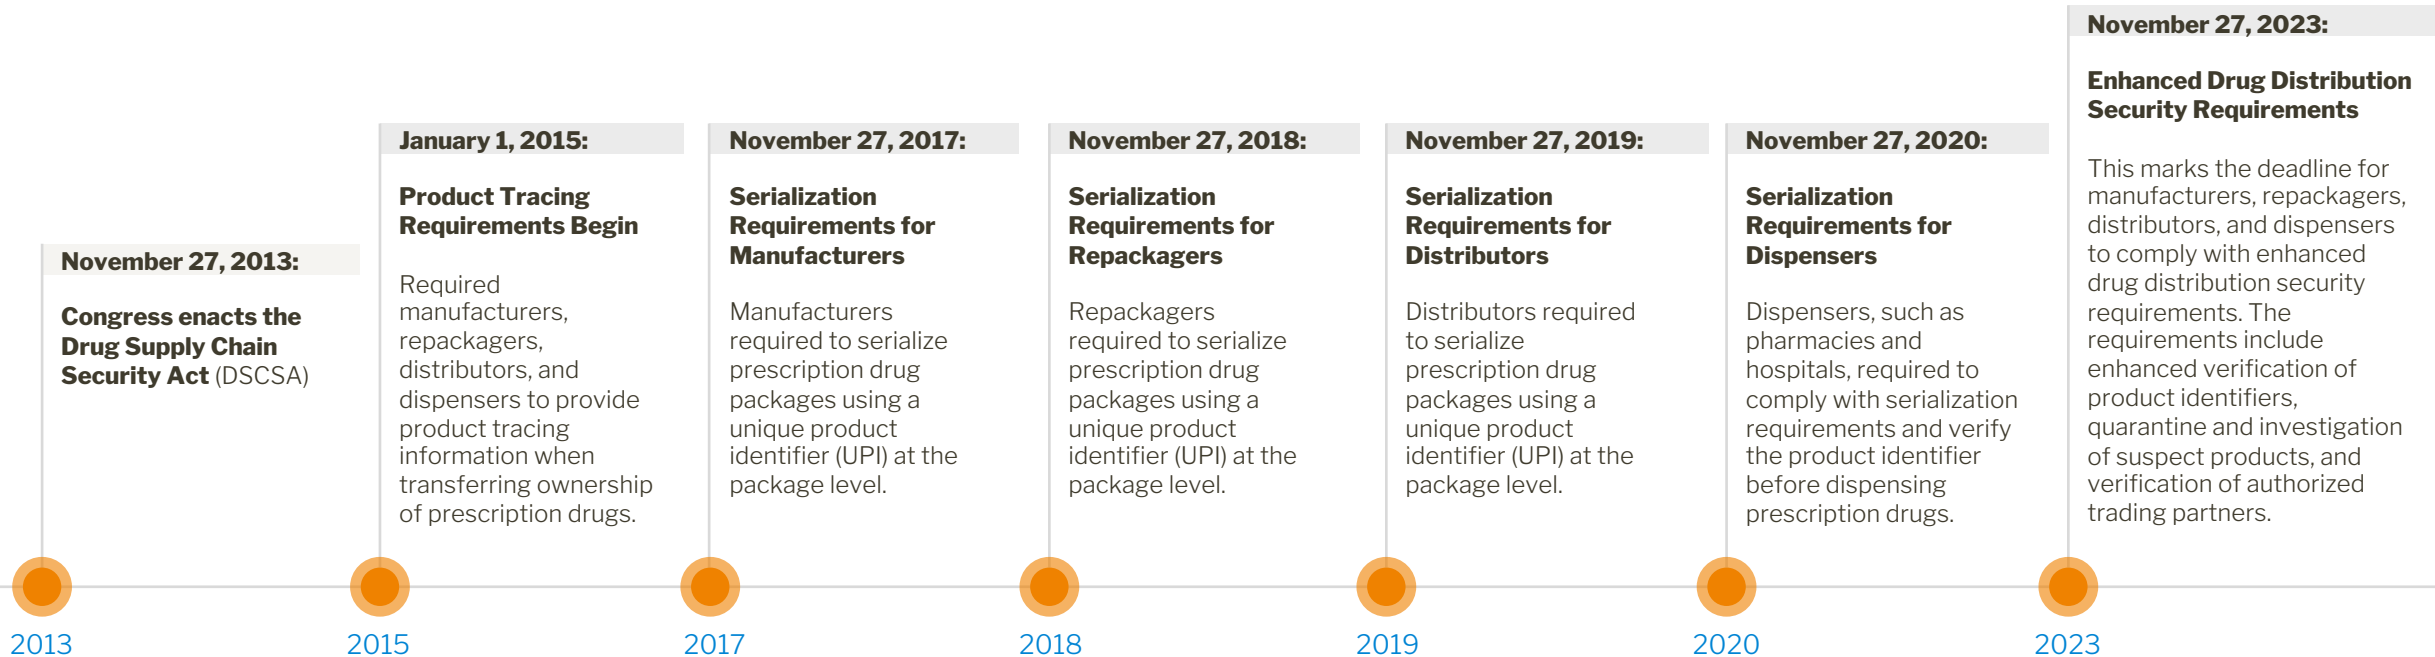 November 27, 2013:
Congress enacts the
Drug Supply Chain
Security Act (DSCSA)
January 1, 2015:
Product Tracing
Requirements Begin
Required
manufacturers,
repackagers,
distributors, and
dispensers to provide
product tracing
information when
transferring ownership
of prescription drugs.
November 27, 2017:
Serialization
Requirements for
Manufacturers
Manufacturers
required to serialize
prescription drug
packages using a
unique product
identifier (UPI) at the
package level.
November 27, 2018:
Serialization
Requirements for
Repackagers
Repackagers
required to serialize
prescription drug
packages using a
unique product
identifier (UPI) at the
package level.
November 27, 2019:
Serialization
Requirements for
Distributors
Distributors required
to serialize
prescription drug
packages using a
unique product
identifier (UPI) at the
package level.
November 27, 2020:
Serialization
Requirements for
Dispensers
Dispensers, such as
pharmacies and
hospitals, required to
comply with serialization
requirements and verify
the product identifier
before dispensing
prescription drugs.
November 27, 2023:
Enhanced Drug Distribution
Security Requirements
This marks the deadline for
manufacturers, repackagers,
distributors, and dispensers
to comply with enhanced
drug distribution security
requirements. The
requirements include
enhanced verification of
product identifiers,
quarantine and investigation
of suspect products, and
verification of authorized
trading partners.
2013
2015
2017
2018
2019
2020
2023